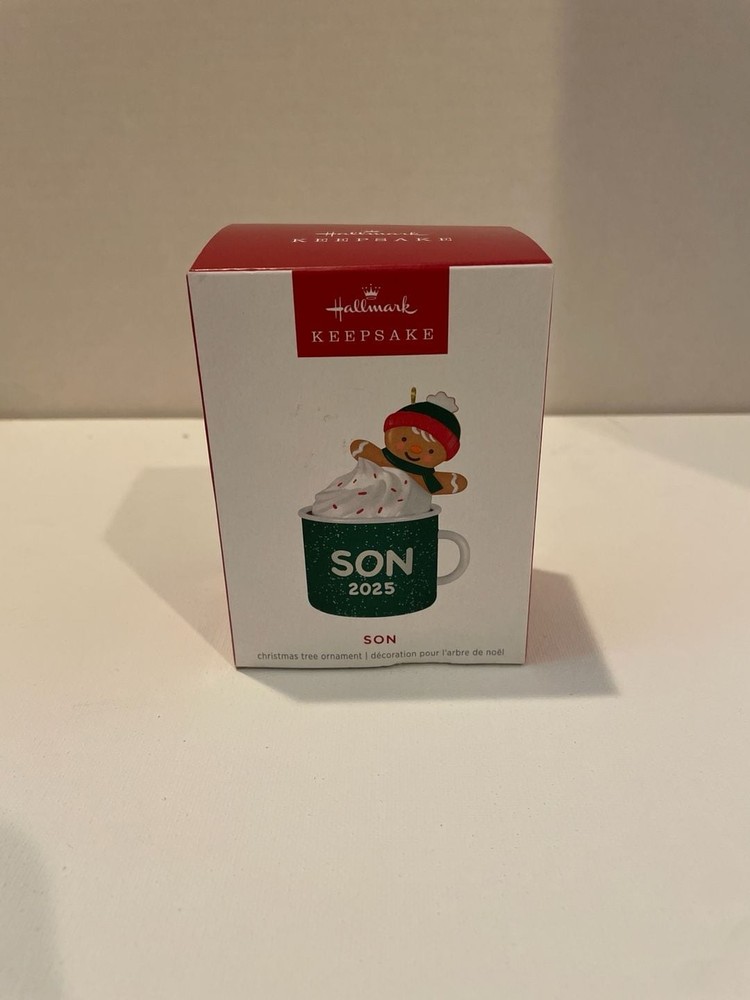 Hallmark
KEEPSAKE
Hallmark
KEEPSAKE
SON
2025
SON
christmas tree ornament | décoration pour l'arbre de noël